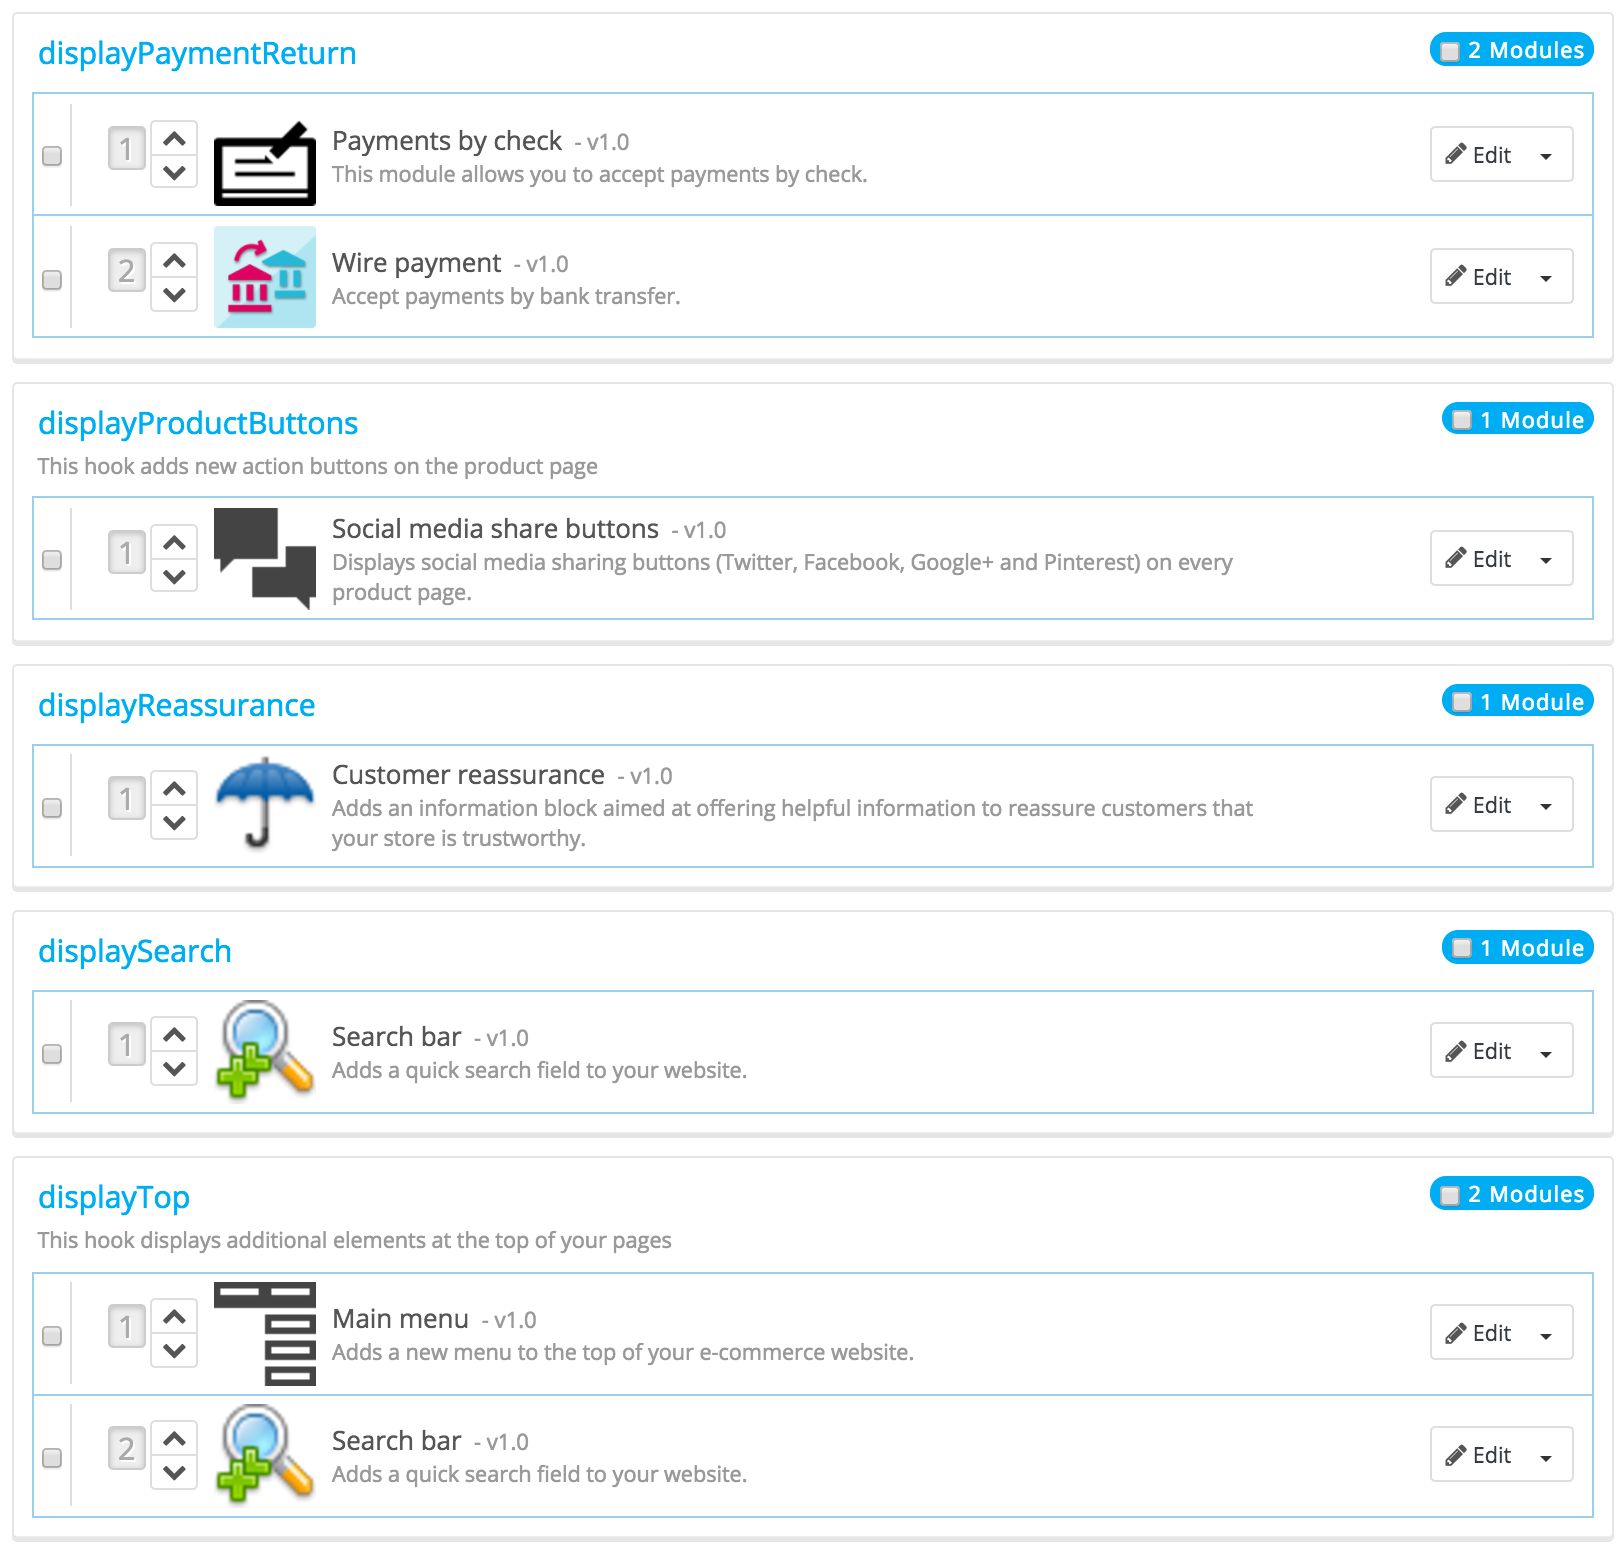 displayPaymentReturn
2 Modules
1
Payments by check - v1.0
This module allows you to accept payments by check.
Edit
2
Wire payment - v1.0
Accept payments by bank transfer.
Edit
displayProductButtons
1 Module
This hook adds new action buttons on the product page
1
Social media share buttons - v1.0
Displays social media sharing buttons (Twitter, Facebook, Google+ and Pinterest) on every
product page.
Edit
displayReassurance
1 Module
1
Customer reassurance - v1.0
Adds an information block aimed at offering helpful information to reassure customers that
your store is trustworthy.
Edit
displaySearch
1 Module
1
Search bar - v1.0
Adds a quick search field to your website.
Edit
displayTop
2 Modules
This hook displays additional elements at the top of your pages
1
Main menu - v1.0
Adds a new menu to the top of your e-commerce website.
Edit
2
Search bar - v1.0
Adds a quick search field to your website.
Edit